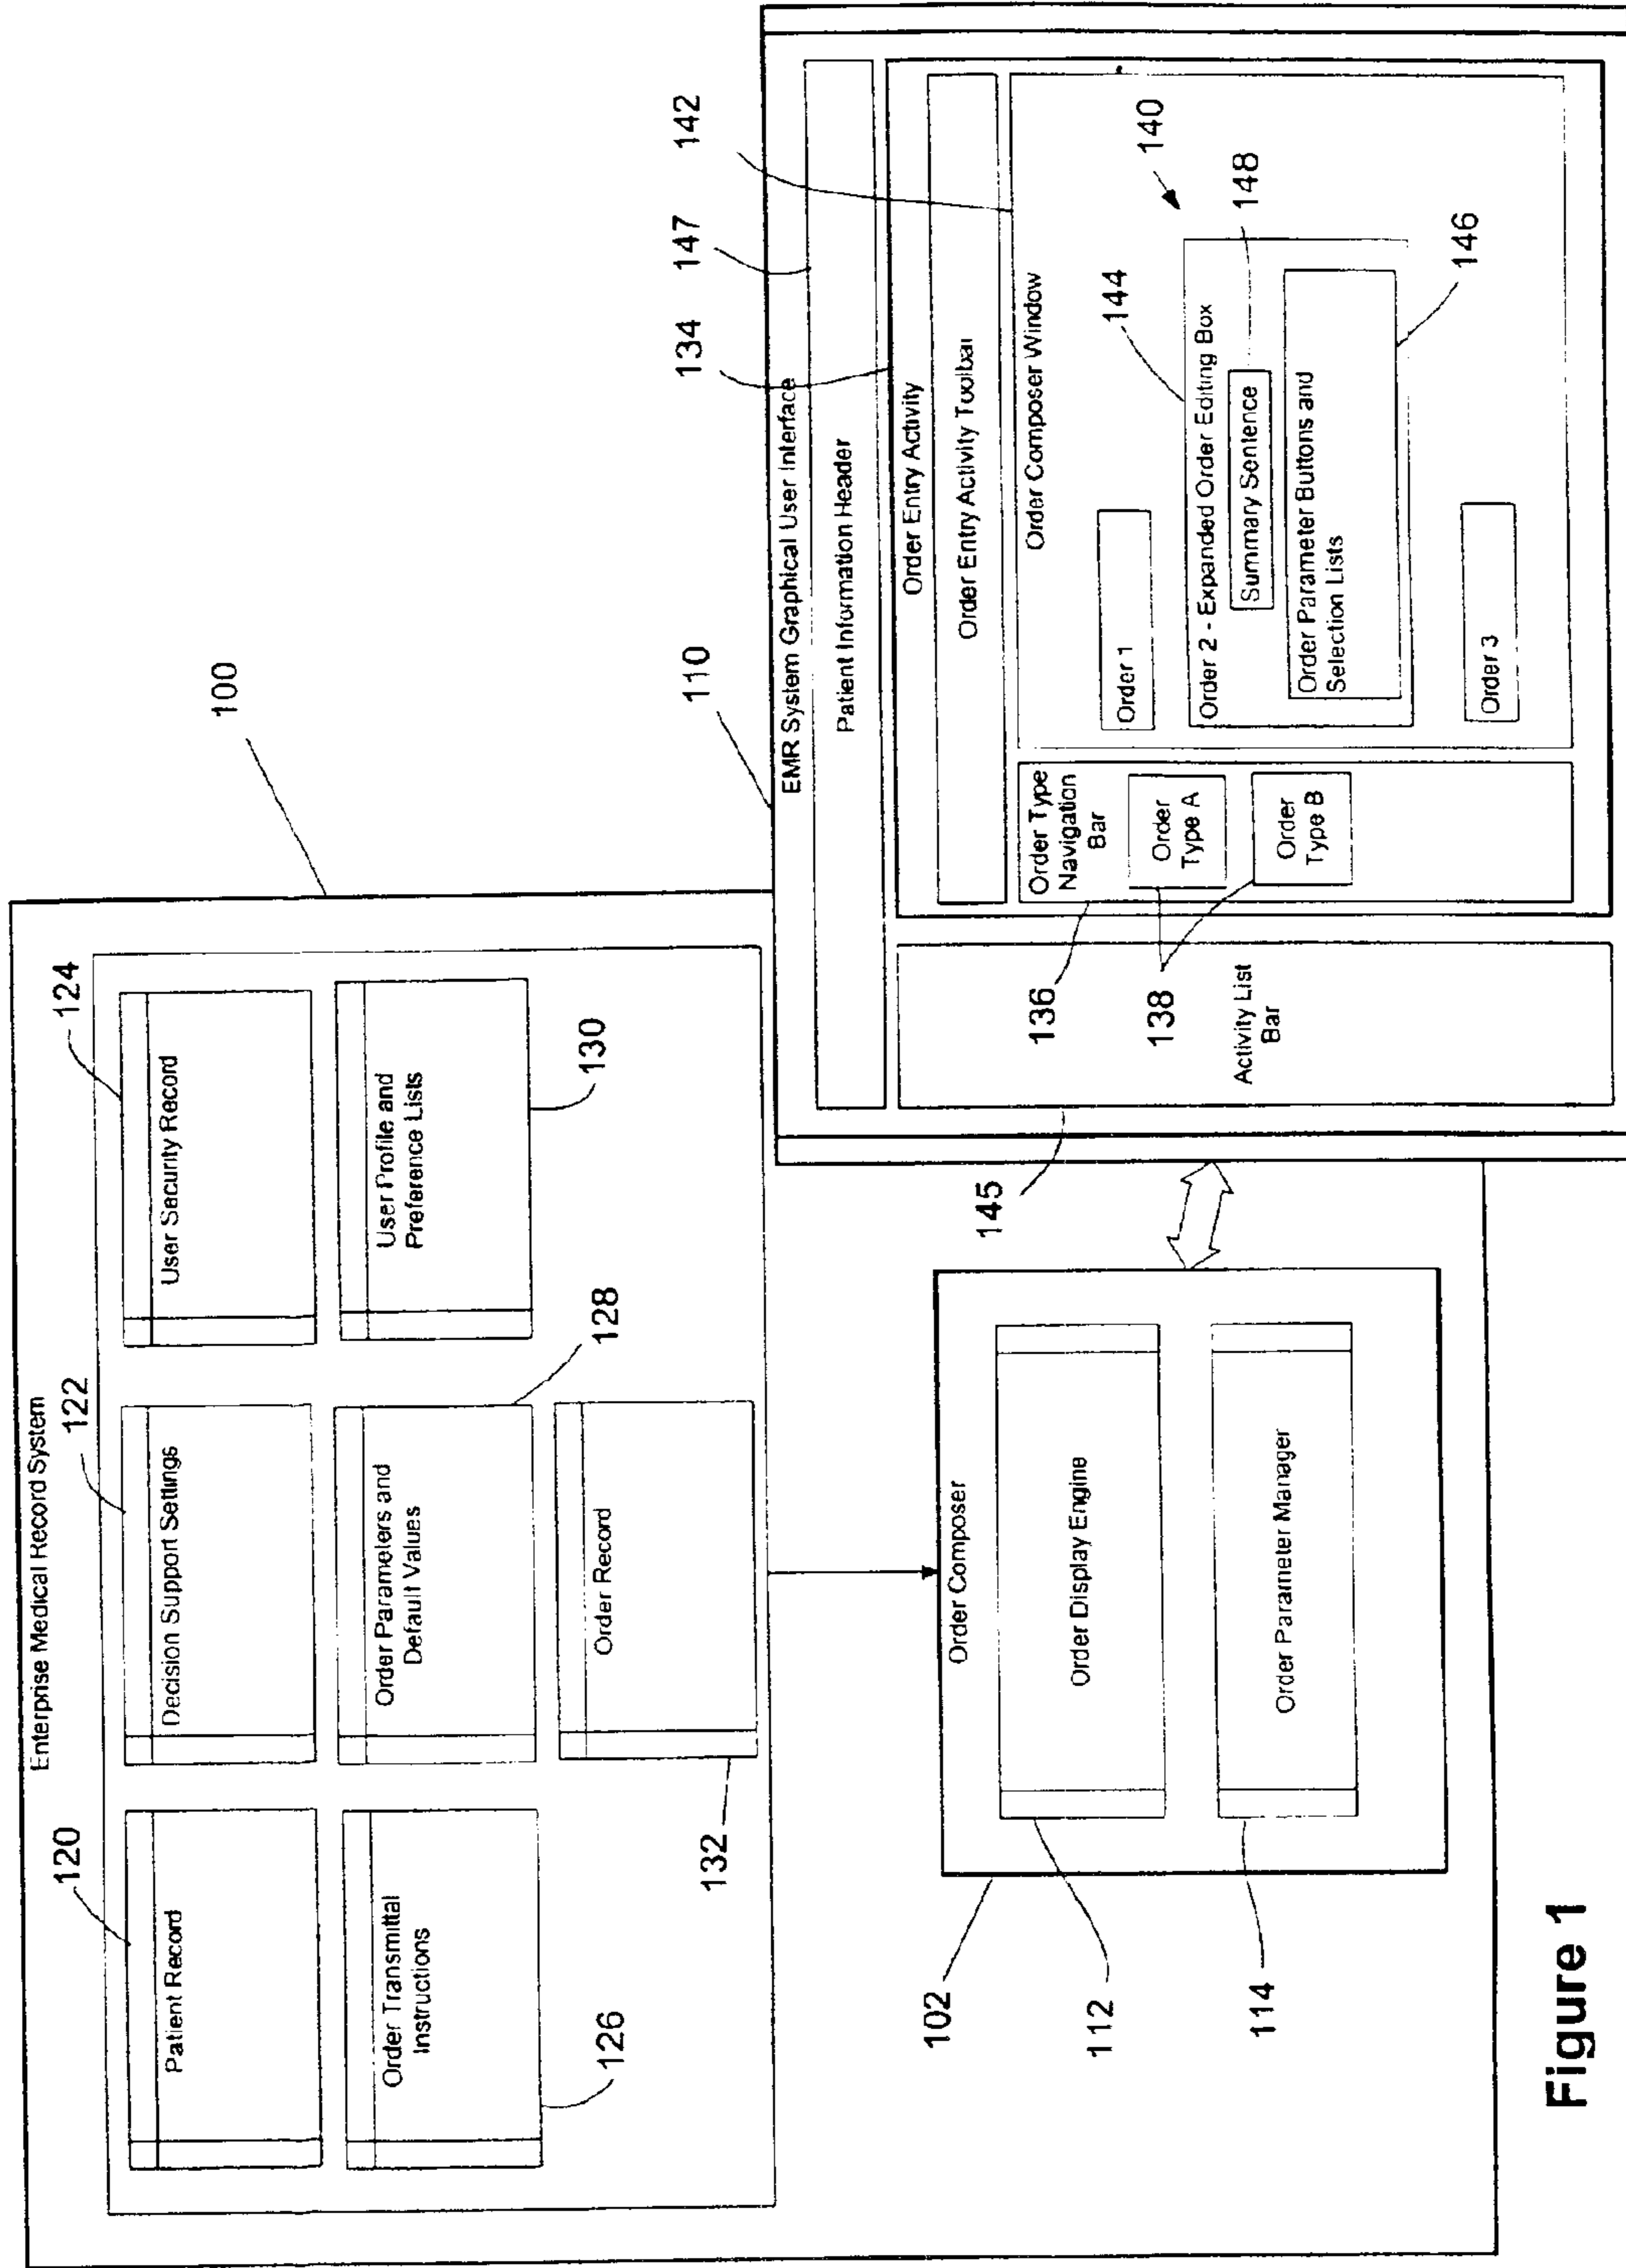 Enterprise Medical Record System
100
120
122
124
Patient Record
Decision Support Settings
User Security Record
Order Transmittal
Instructions
Order Parameters and
Default Values
User Profile and
Preference Lists
126
128
130
Order Record
132
110
134
147
142
EMR System Graphical User Interface
Patient Information Header
Order Entry Activity
Order Entry Activity Toolbar
Order Type
Navigation
Bar
Order
Type A
Order
Type B
136
138
Activity List
Bar
145
Order Composer Window
Order 1
144
140
Order 2 - Expanded Order Editing Box
Summary Sentence
148
Order Parameter Buttons and
Selection Lists
146
Order 3
Order Composer
Order Display Engine
Order Parameter Manager
102
112
114
Figure 1